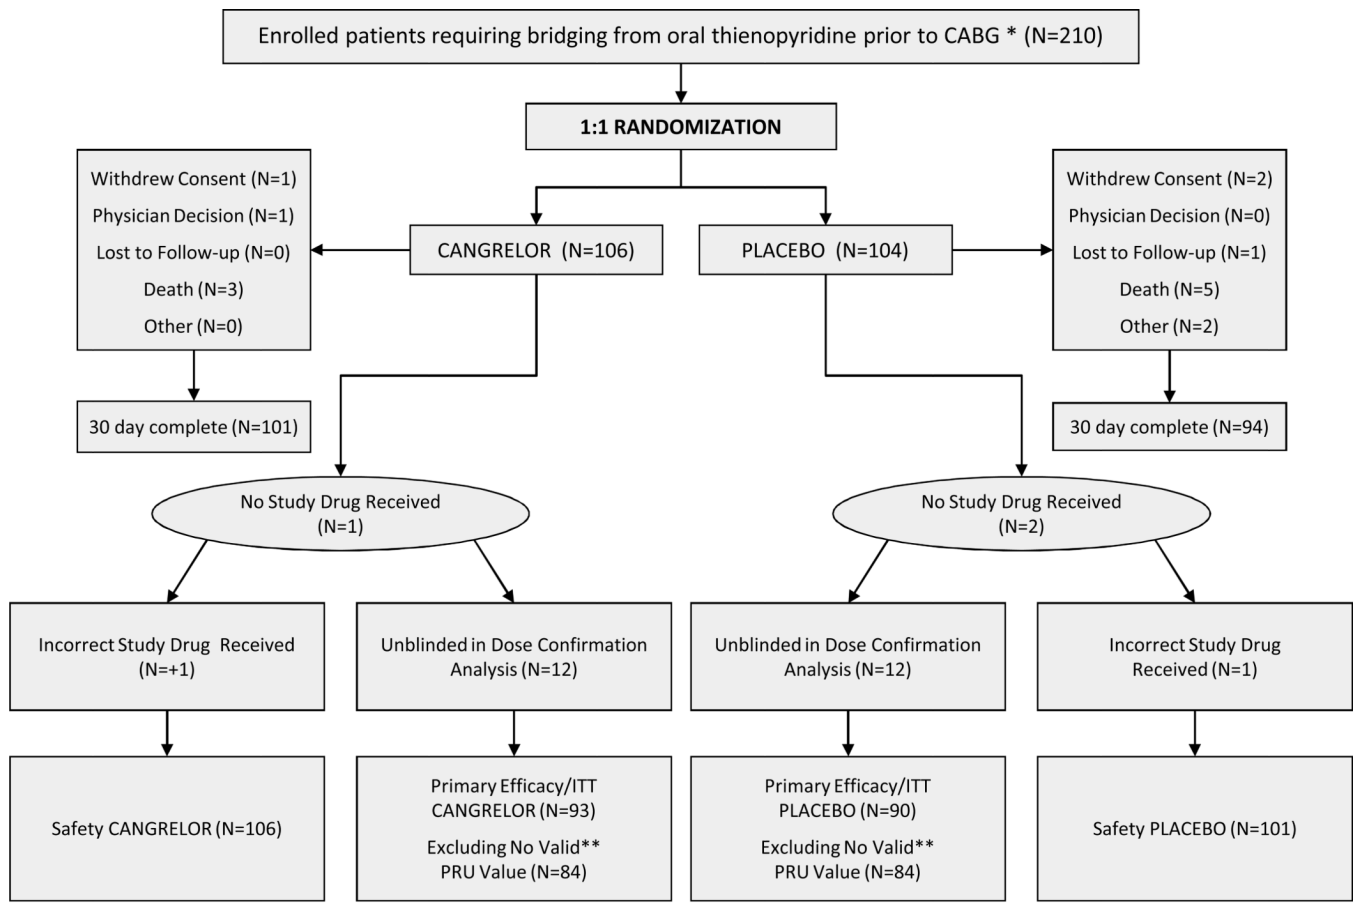 Enrolled patients requiring bridging from oral thienopyridine prior to CABG * (N=210)
1:1 RANDOMIZATION
Withdrew Consent (N=1)
Physician Decision (N=1)
Lost to Follow-up (N=0)
Death (N=3)
Other (N=0)
CANGRELOR (N=106)
PLACEBO (N=104)
Withdrew Consent (N=2)
Physician Decision (N=0)
Lost to Follow-up (N=1)
Death (N=5)
Other (N=2)
30 day complete (N=101)
30 day complete (N=94)
No Study Drug Received
(N=1)
No Study Drug Received
(N=2)
Incorrect Study Drug Received
(N=+1)
Unblinded in Dose Confirmation
Analysis (N=12)
Unblinded in Dose Confirmation
Analysis (N=12)
Incorrect Study Drug
Received (N=1)
Safety CANGRELOR (N=106)
Primary Efficacy/ITT
CANGRELOR (N=93)
Excluding No Valid**
PRU Value (N=84)
Primary Efficacy/ITT
PLACEBO (N=90)
Excluding No Valid**
PRU Value (N=84)
Safety PLACEBO (N=101)